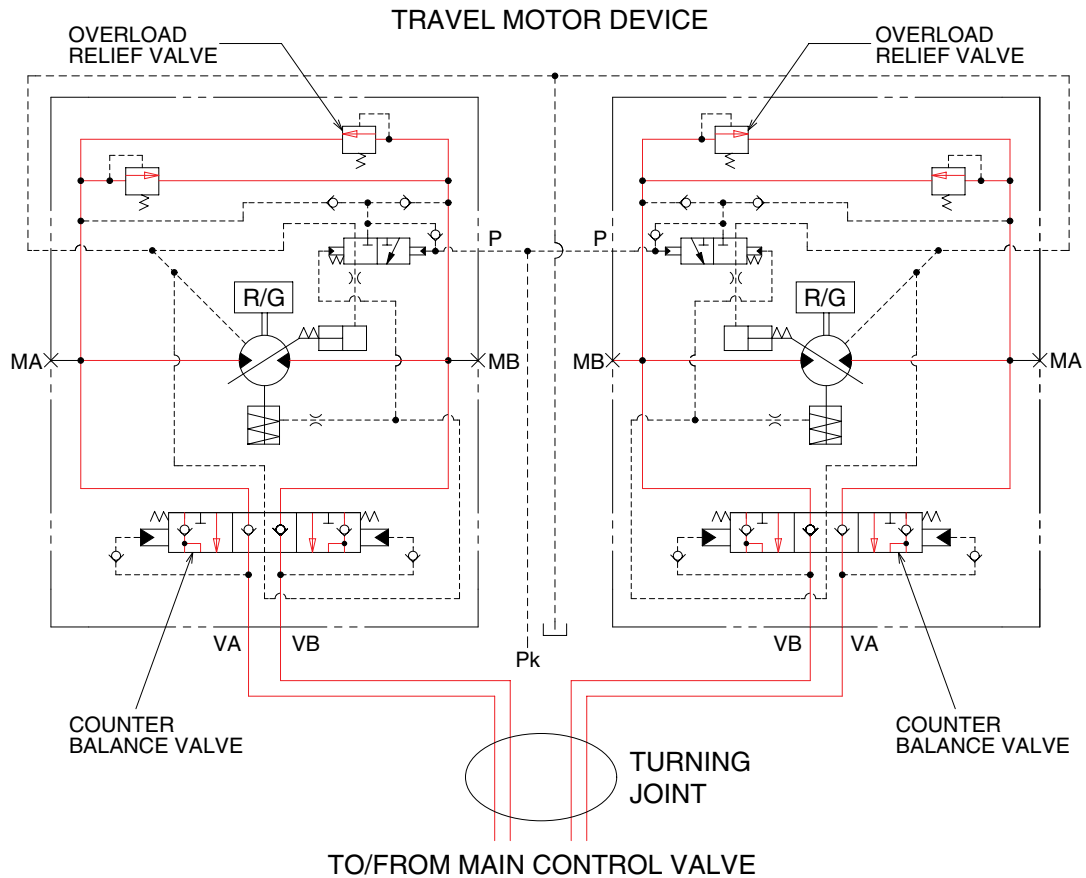 TRAVEL MOTOR DEVICE
OVERLOAD
RELIEF VALVE
OVERLOAD
RELIEF VALVE
P
P
R/G
R/G
MA
MB
MB
MA
VA
VB
VB
VA
Pk
COUNTER
BALANCE VALVE
COUNTER
BALANCE VALVE
TURNING
JOINT
TO/FROM MAIN CONTROL VALVE